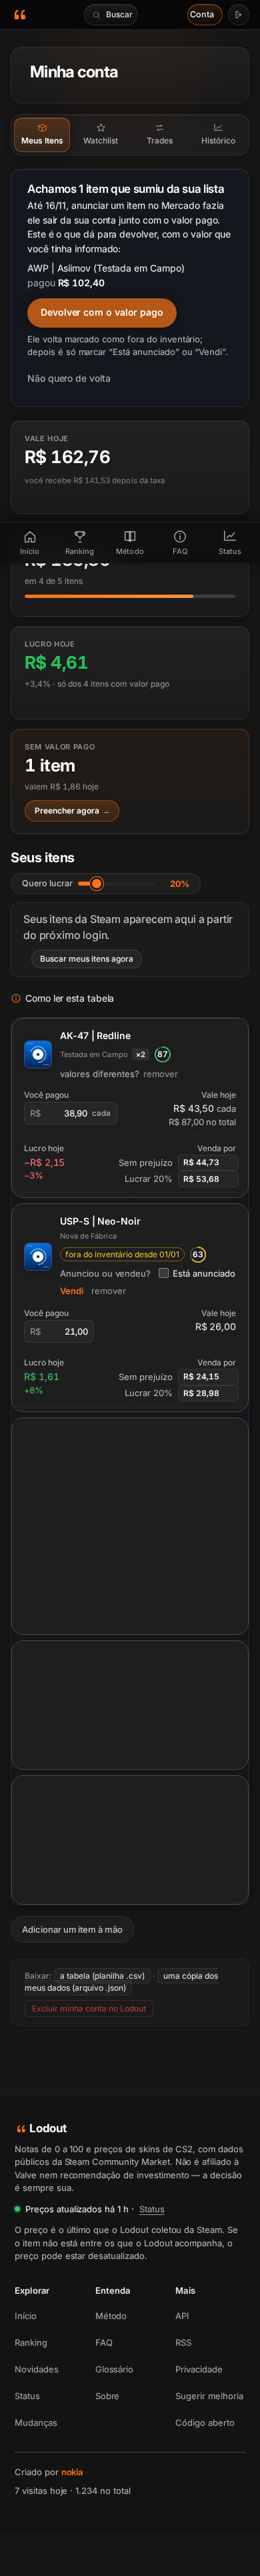 Buscar
Conta
Minha conta
Meus Itens
Watchlist
Trades
Histórico
Achamos 1 item que sumiu da sua lista
Até 16/11, anunciar um item no Mercado fazia
ele sair da sua conta junto com o valor pago.
Este é o que dá para devolver, com o valor que
você tinha informado:
AWP | Asiimov (Testada em Campo)
pagou R$ 102,40
Devolver com o valor pago
Ele volta marcado como fora do inventário;
depois é só marcar “Está anunciado” ou “Vendi”.
Não quero de volta
VALE HOJE
R$ 162,76
você recebe R$ 141,53 depois da taxa
Início
Ranking
Método
FAQ
Status
em 4 de 5 itens
LUCRO HOJE
R$ 4,61
+3,4% · só dos 4 itens com valor pago
SEM VALOR PAGO
1 item
valem R$ 1,86 hoje
Preencher agora →
Seus itens
Quero lucrar 20%
Seus itens da Steam aparecem aqui a partir
do próximo login.
Buscar meus itens agora
Como ler esta tabela
AK-47 | Redline
Testada em Campo ×2 87
valores diferentes? remover
Você pagou Vale hoje
R$ 38,90 cada R$ 43,50 cada
R$ 87,00 no total
Lucro hoje Venda por
−R$ 2,15 Sem prejuízo R$ 44,73
−3% Lucrar 20% R$ 53,68
USP-S | Neo-Noir
Nova de Fábrica
fora do inventário desde 01/01 63
Anunciou ou vendeu? Está anunciado
Vendi remover
Você pagou Vale hoje
R$ 21,00 R$ 26,00
Lucro hoje Venda por
R$ 1,61 Sem prejuízo R$ 24,15
+8% Lucrar 20% R$ 28,98
Adicionar um item à mão
Baixar: a tabela (planilha .csv) · uma cópia dos
meus dados (arquivo .json)
Excluir minha conta no Lodout
Lodout
Notas de 0 a 100 e preços de skins de CS2, com dados
públicos da Steam Community Market. Não é afiliado à
Valve nem recomendação de investimento — a decisão
é sempre sua.
Preços atualizados há 1 h · Status
O preço é o último que o Lodout coletou da Steam. Se
o item não está entre os que o Lodout acompanha, o
preço pode estar desatualizado.
Explorar Entenda Mais
Início Método API
Ranking FAQ RSS
Novidades Glossário Privacidade
Status Sobre Sugerir melhoria
Mudanças Código aberto
Criado por nokia
7 visitas hoje · 1.234 no total